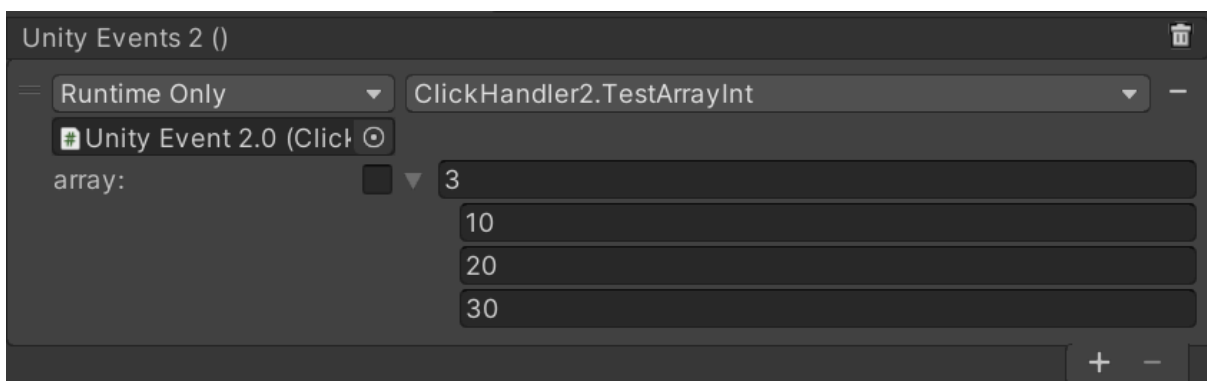 Unity Events 2 ()
Runtime Only ClickHandler2.TestArrayInt
Unity Event 2.0 (Click
array: 3
10
20
30